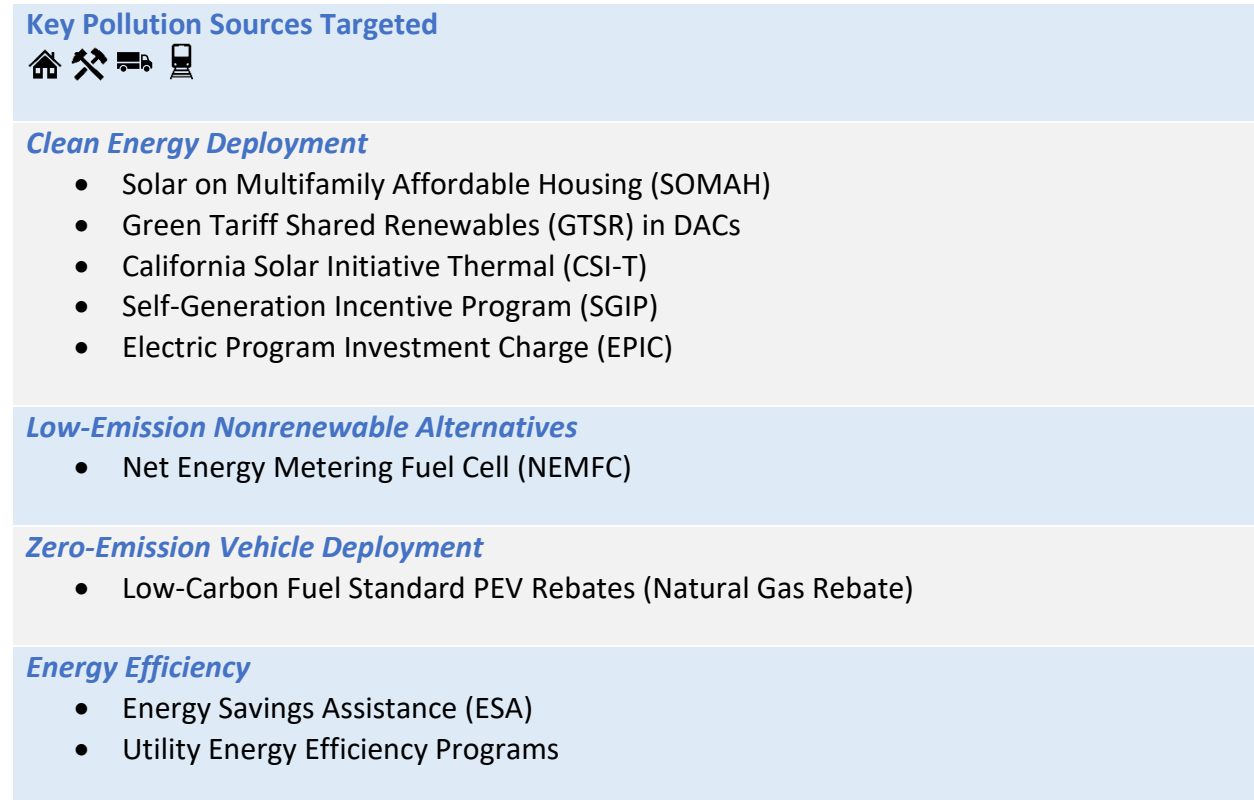 Key Pollution Sources Targeted
Clean Energy Deployment
• Solar on Multifamily Affordable Housing (SOMAH)
• Green Tariff Shared Renewables (GTSR) in DACs
• California Solar Initiative Thermal (CSI-T)
• Self-Generation Incentive Program (SGIP)
• Electric Program Investment Charge (EPIC)
Low-Emission Nonrenewable Alternatives
• Net Energy Metering Fuel Cell (NEMFC)
Zero-Emission Vehicle Deployment
• Low-Carbon Fuel Standard PEV Rebates (Natural Gas Rebate)
Energy Efficiency
• Energy Savings Assistance (ESA)
• Utility Energy Efficiency Programs